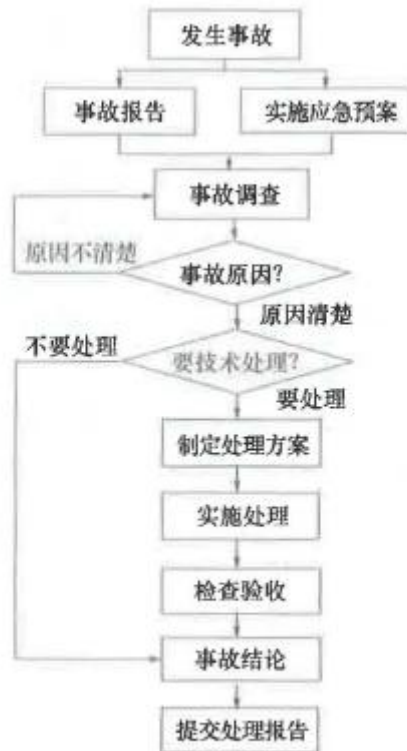 发生事故
事故报告
实施应急预案
事故调查
原因不清楚
事故原因?
原因清楚
不要处理
要技术处理?
要处理
制定处理方案
实施处理
检查验收
事故结论
提交处理报告